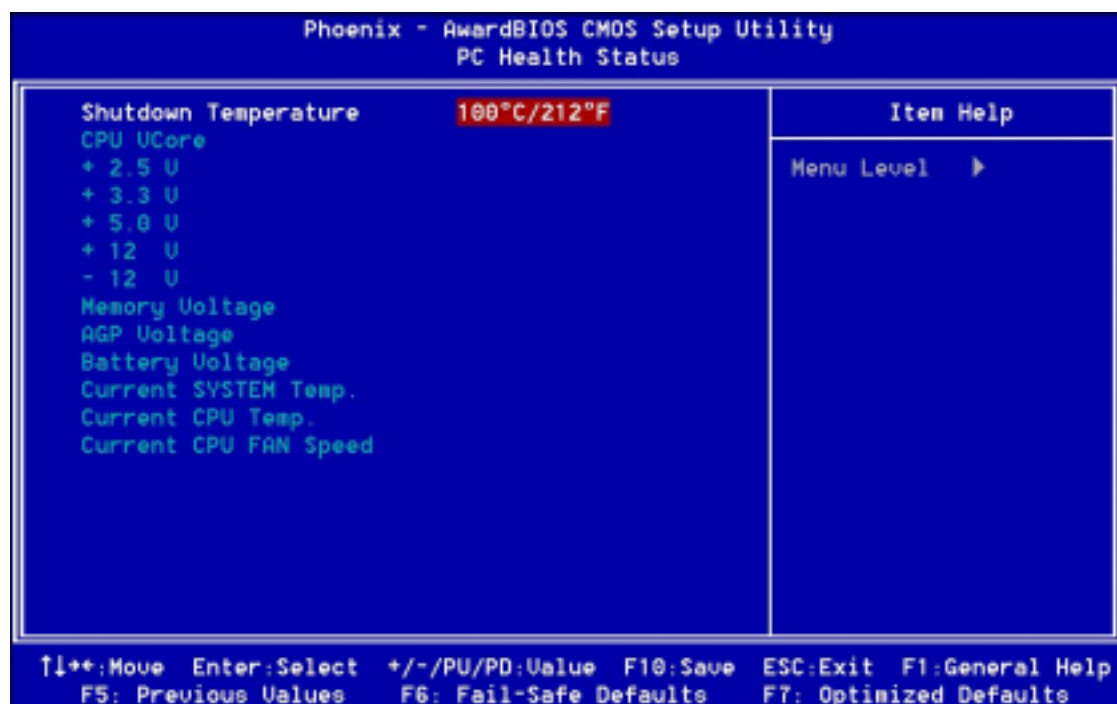 Phoenix - AwardBIOS CMOS Setup Utility
PC Health Status
Shutdown Temperature 100°C/212°F
CPU VCore
+ 2.5 V
+ 3.3 V
+ 5.0 V
+ 12 V
- 12 V
Memory Voltage
AGP Voltage
Battery Voltage
Current SYSTEM Temp.
Current CPU Temp.
Current CPU FAN Speed
Item Help
Menu Level ▶
↑↓→←:Move Enter:Select +/-/PU/PD:Value F10:Save ESC:Exit F1:General Help
F5: Previous Values F6: Fail-Safe Defaults F7: Optimized Defaults